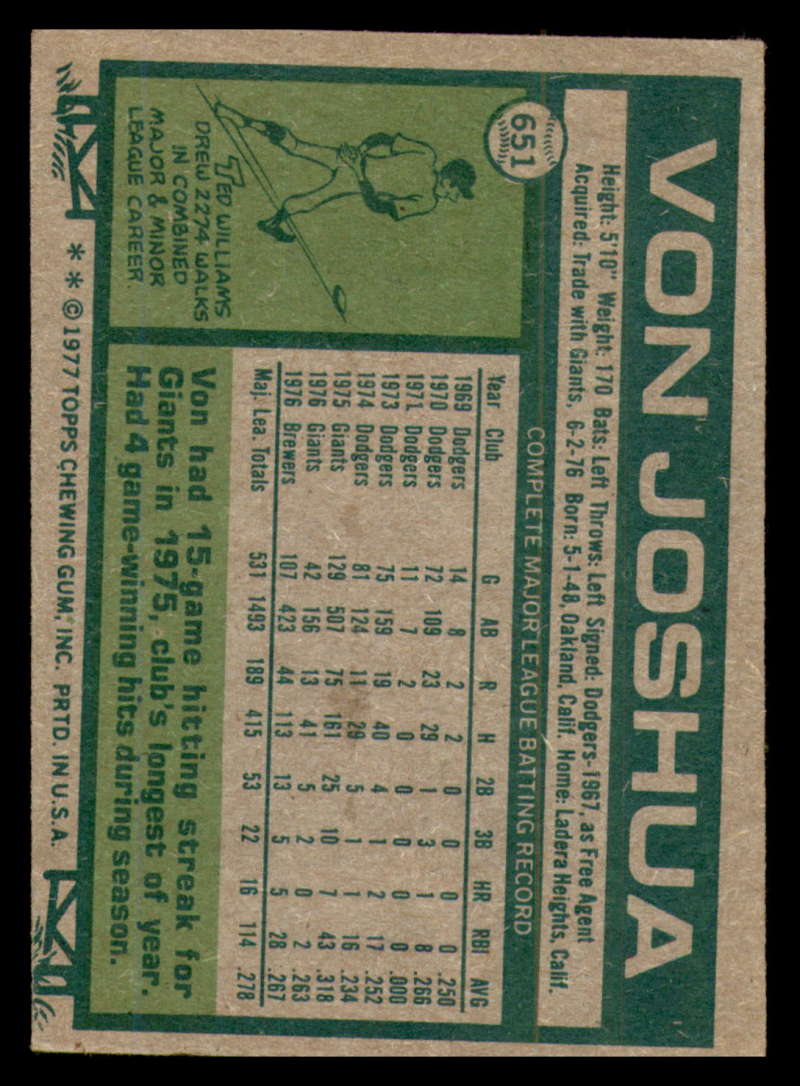 VON JOSHUA
651
Height: 5'10" Weight: 170 Bats: Left Throws: Left Signed: Dodgers-1967, as Free Agent
Acquired: Trade with Giants, 6-2-76 Born: 5-1-48, Oakland, Calif. Home: Ladera Heights, Calif.
COMPLETE MAJOR LEAGUE BATTING RECORD
Year Club G AB R H 2B 3B HR RBI AVG
1969 Dodgers 14 8 2 2 0 0 0 0 .250
1970 Dodgers 72 109 23 29 1 3 1 8 .266
1971 Dodgers 11 7 2 0 0 0 0 0 .000
1973 Dodgers 75 159 19 40 4 1 2 17 .252
1974 Dodgers 81 124 11 29 5 1 1 16 .234
1975 Giants 129 507 75 161 25 10 7 43 .318
1976 Giants 42 156 13 41 5 2 0 2 .263
1976 Brewers 107 423 44 113 13 5 5 28 .267
Maj. Lea. Totals 531 1493 189 415 53 22 16 114 .278
TED WILLIAMS
DREW 2274 WALKS
IN COMBINED
MAJOR & MINOR
LEAGUE CAREER
Von had 15-game hitting streak for
Giants in 1975, club's longest of year.
Had 4 game-winning hits during season.
* * © 1977 TOPPS CHEWING GUM, INC. PRTD. IN U.S.A.